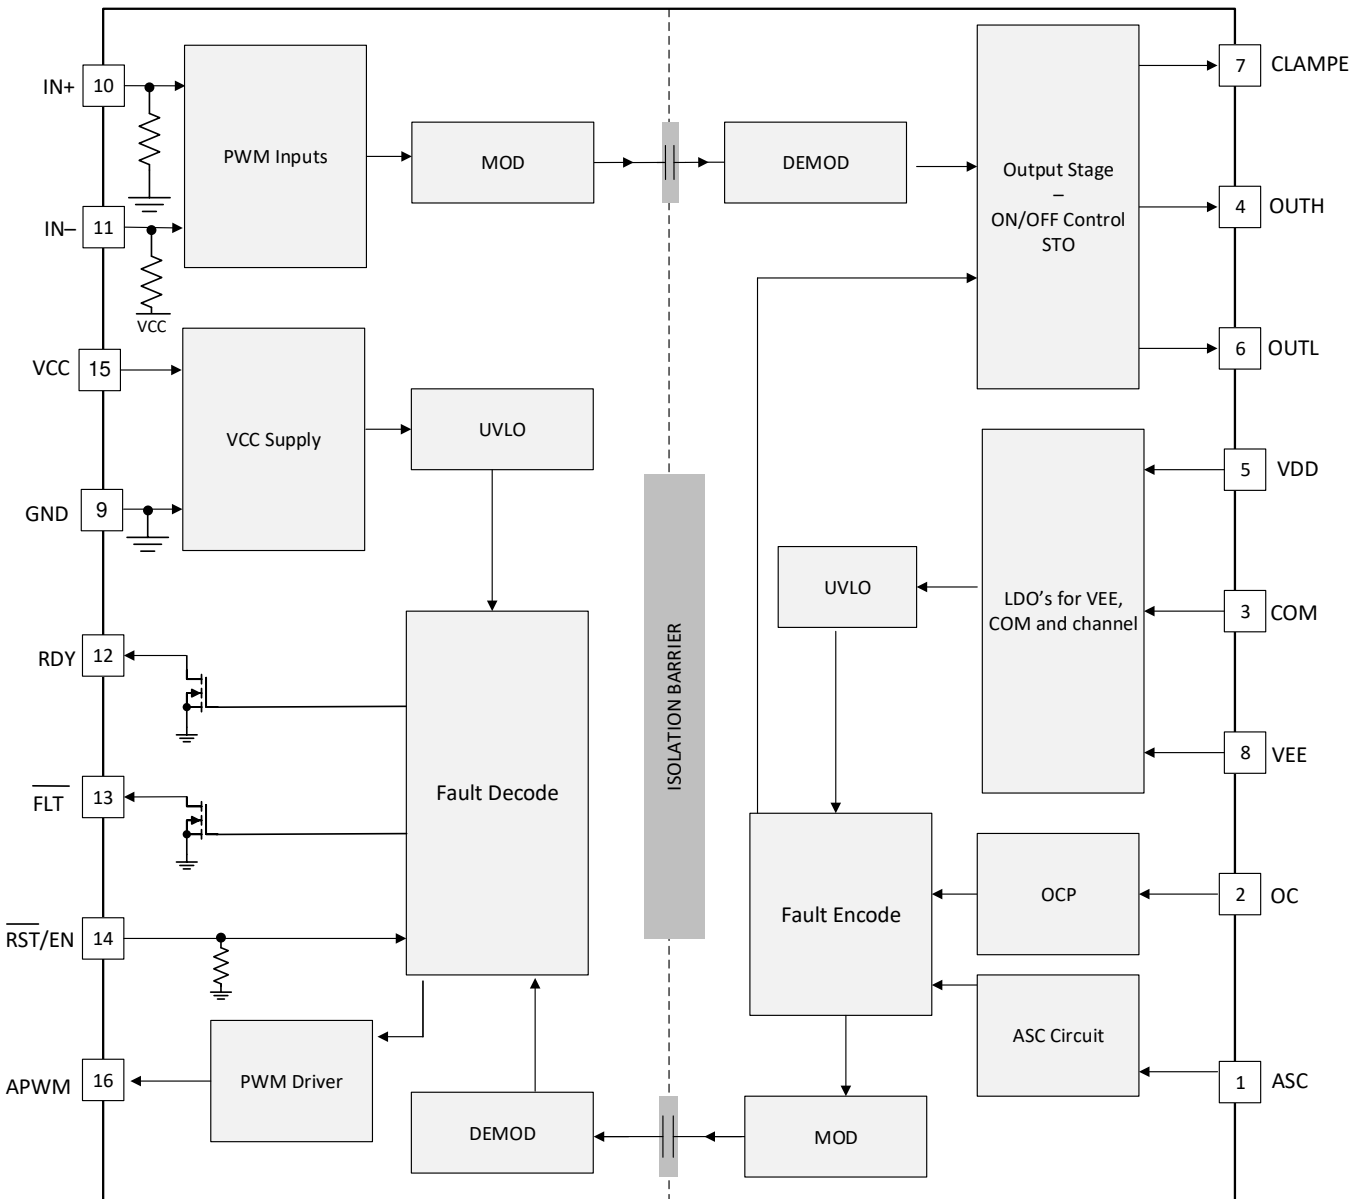 IN+
10
PWM Inputs
MOD
DEMOD
Output Stage
–
ON/OFF Control
STO
7
CLAMPE
IN–
11
VCC
4
OUTH
6
OUTL
VCC
15
VCC Supply
UVLO
GND
9
5
VDD
UVLO
LDO's for VEE,
COM and channel
3
COM
8
VEE
RDY
12
FLT
13
Fault Decode
ISOLATION BARRIER
RST/EN
14
Fault Encode
OCP
2
OC
ASC Circuit
1
ASC
APWM
16
PWM Driver
DEMOD
MOD